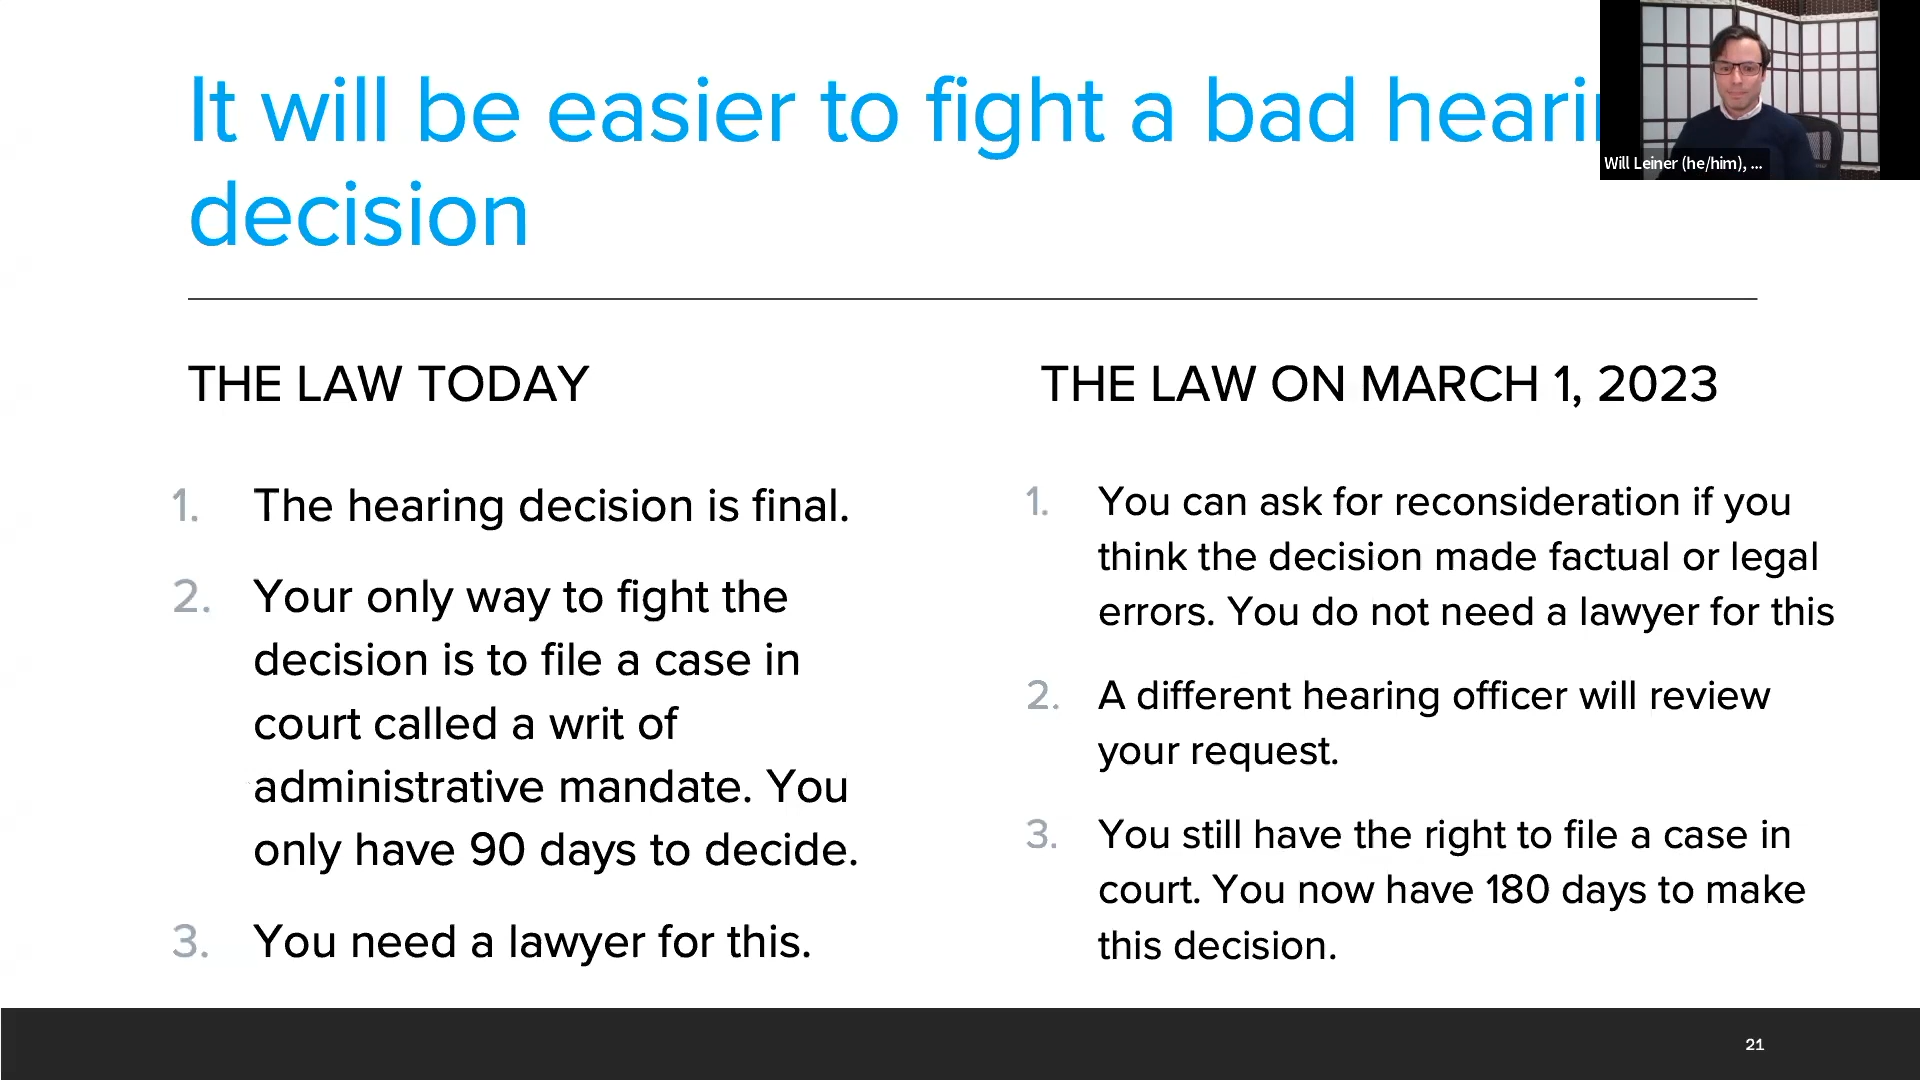 It will be easier to fight a bad
decision
Will Leiner (he/him), ...
THE LAW TODAY
1. The hearing decision is final.
2. Your only way to fight the
decision is to file a case in
court called a writ of
administrative mandate. You
only have 90 days to decide.
3. You need a lawyer for this.
THE LAW ON MARCH 1, 2023
1. You can ask for reconsideration if you
think the decision made factual or legal
errors. You do not need a lawyer for this
2. A different hearing officer will review
your request.
3. You still have the right to file a case in
court. You now have 180 days to make
this decision.
21